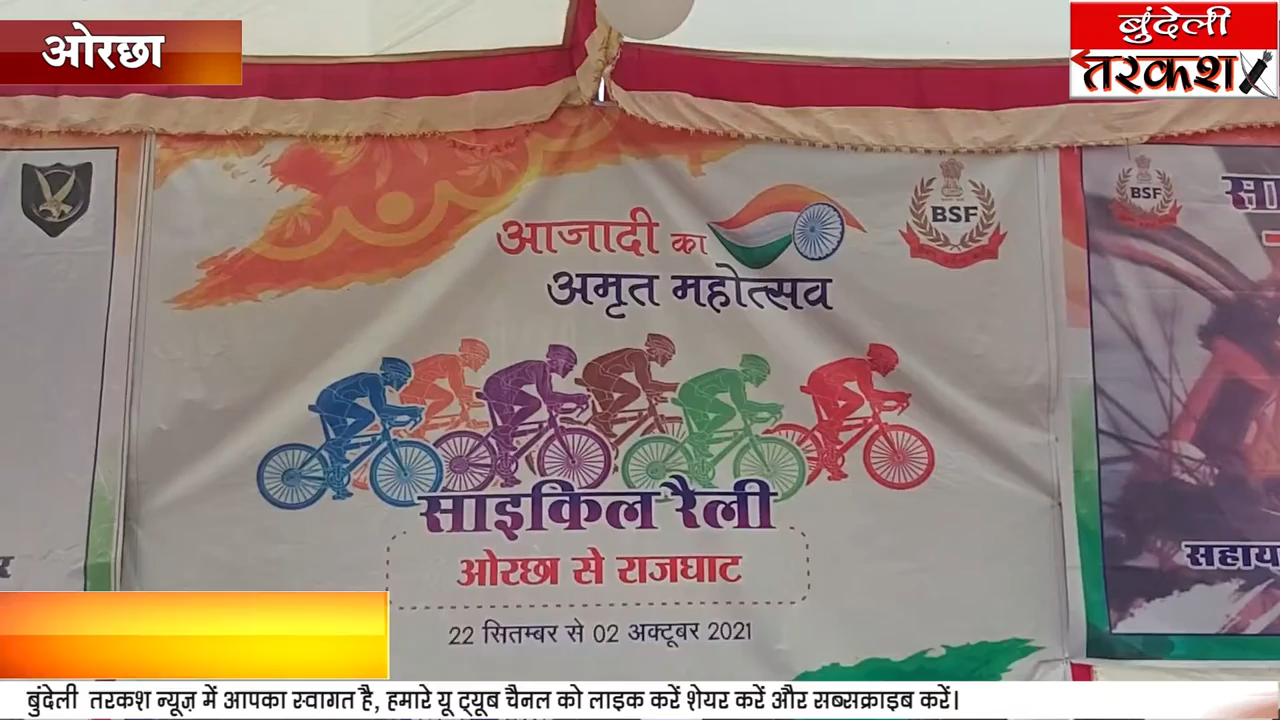 ओरछा
बुंदेली
तरकश
BSF
BSF
आजादी का
अमृत महोत्सव
साइकिल रैली
ओरछा से राजघाट
22 सितम्बर से 02 अक्टूबर 2021
बुंदेली तरकश न्यूज़ में आपका स्वागत है, हमारे यू ट्यूब चैनल को लाइक करें शेयर करें और सब्सक्राइब करें।